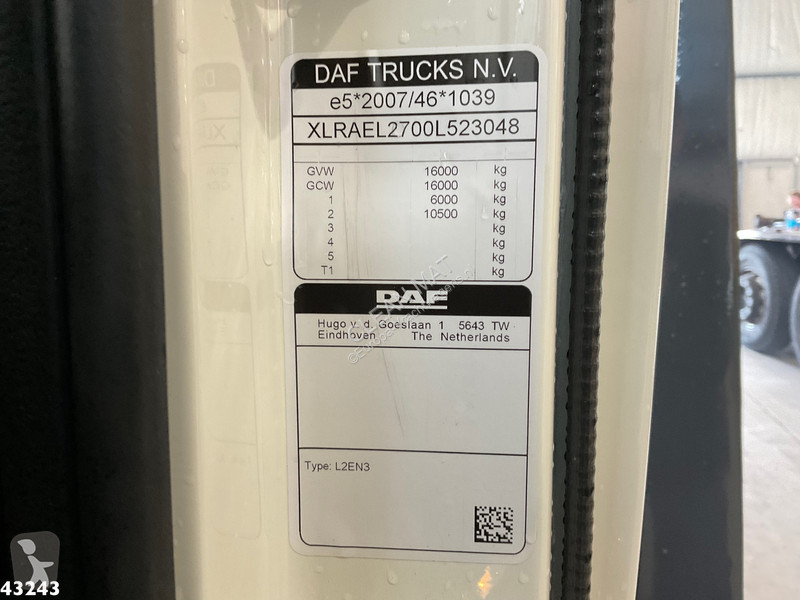 DAF TRUCKS N.V.
e5*2007/46*1039
XLRAEL2700L523048
GVW 16000 kg
GCW 16000 kg
1 6000 kg
2 10500 kg
3 kg
4 kg
5 kg
T1 kg
DAF
Hugo v. d. Goeslaan 1 5643 TW
Eindhoven The Netherlands
Type: L2EN3
43243